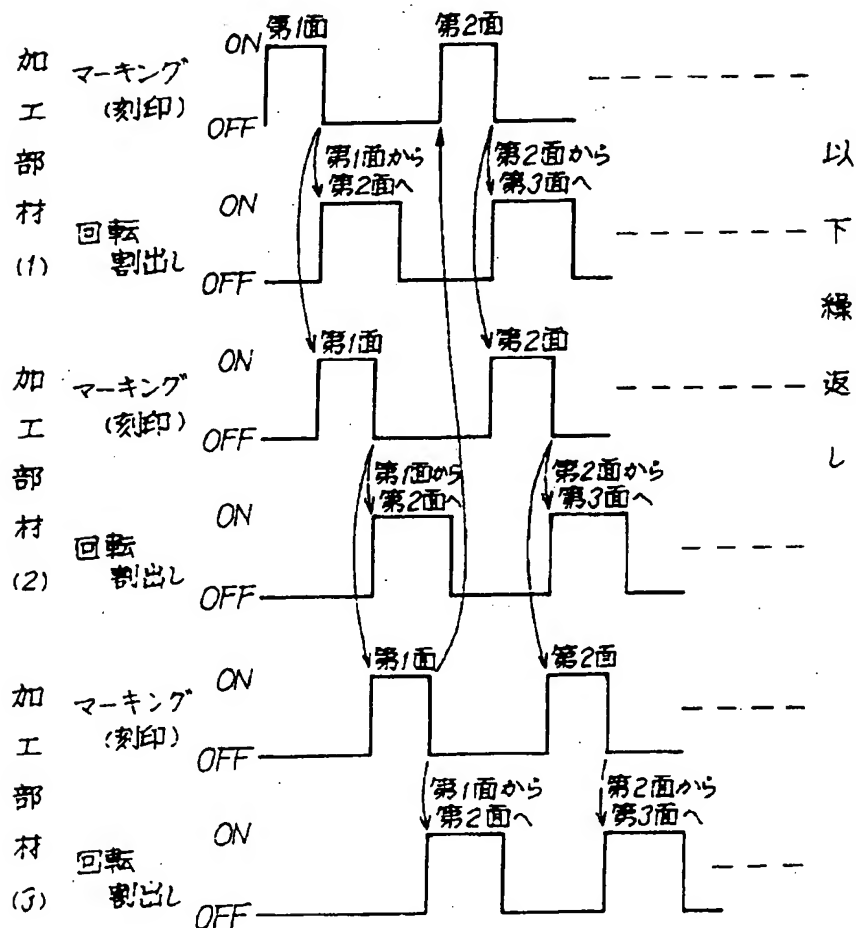 加工部材(1)
マーキング
(刻印)
ON
OFF
第1面
第2面
回転
割出し
ON
OFF
第1面から
第2面へ
第2面から
第3面へ
加工部材(2)
マーキング
(刻印)
ON
OFF
第1面
第2面
回転
割出し
ON
OFF
第1面から
第2面へ
第2面から
第3面へ
加工部材(3)
マーキング
(刻印)
ON
OFF
第1面
第2面
回転
割出し
ON
OFF
第1面から
第2面へ
第2面から
第3面へ
以下繰返し